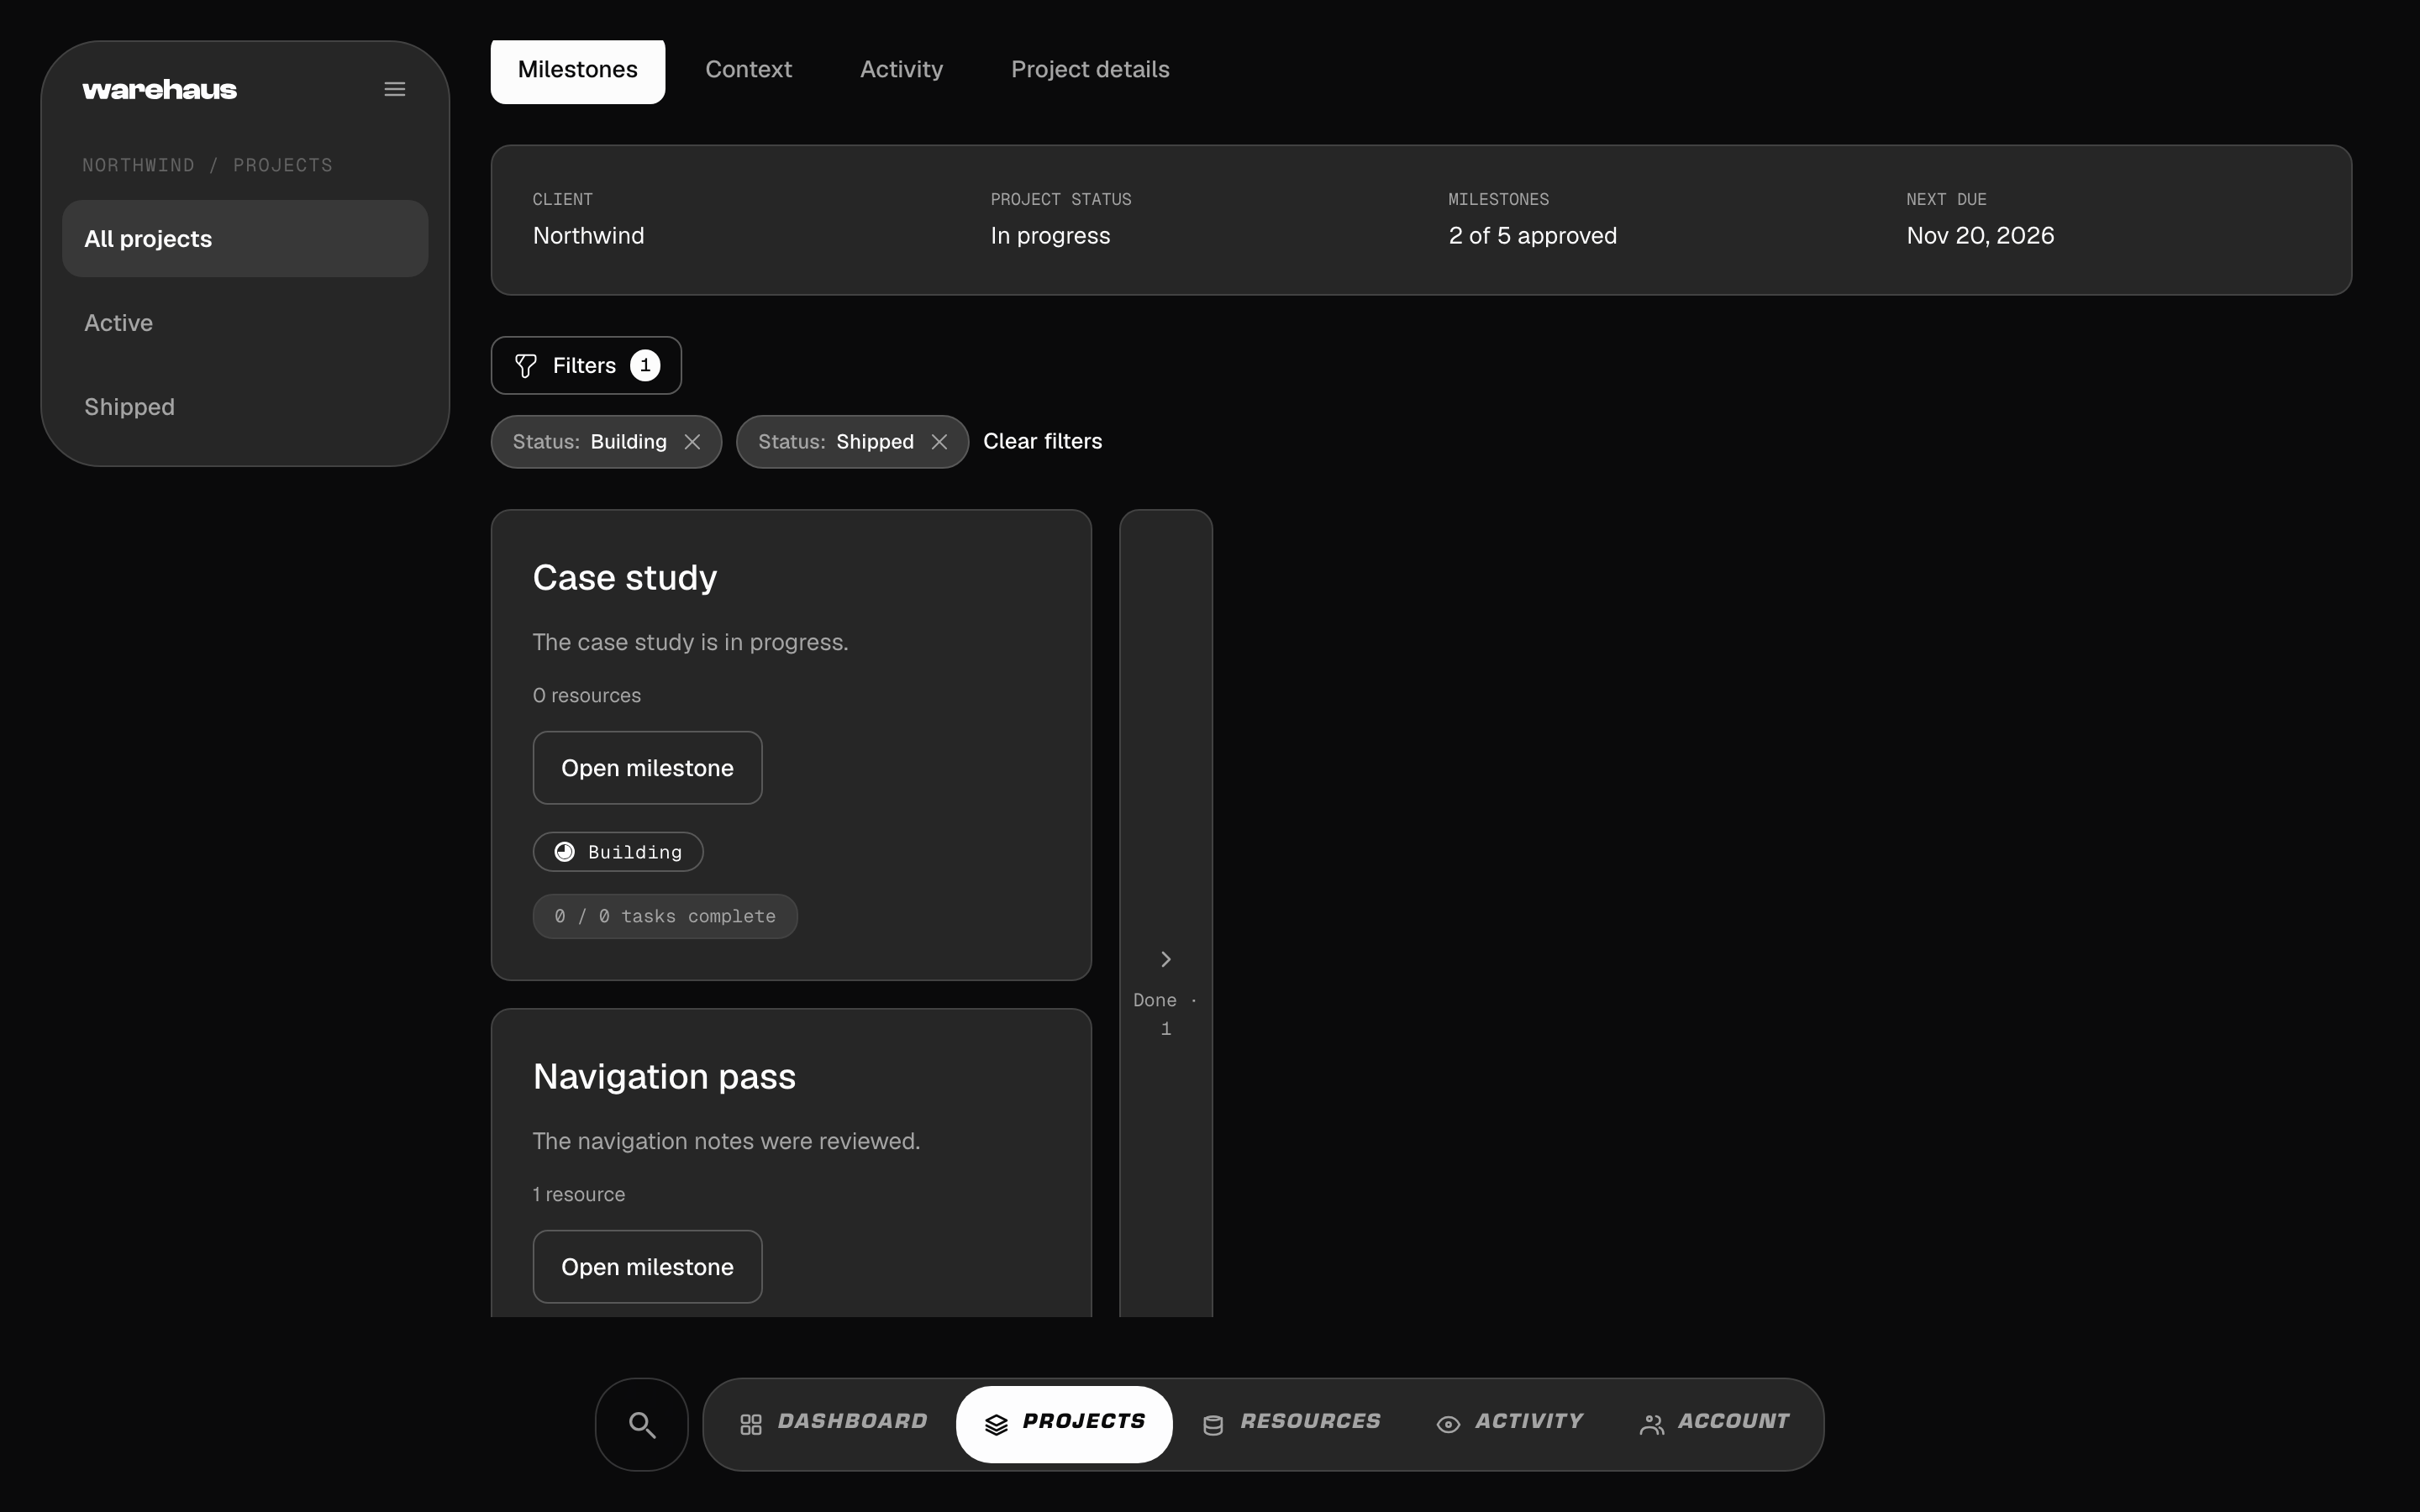 warehaus
NORTHWIND / PROJECTS
All projects
Active
Shipped
Milestones
Context
Activity
Project details
CLIENT
Northwind
PROJECT STATUS
In progress
MILESTONES
2 of 5 approved
NEXT DUE
Nov 20, 2026
Filters 1
Status: Building
Status: Shipped
Clear filters
Case study
The case study is in progress.
0 resources
Open milestone
Building
0 / 0 tasks complete
Done ·
1
Navigation pass
The navigation notes were reviewed.
1 resource
Open milestone
DASHBOARD
PROJECTS
RESOURCES
ACTIVITY
ACCOUNT